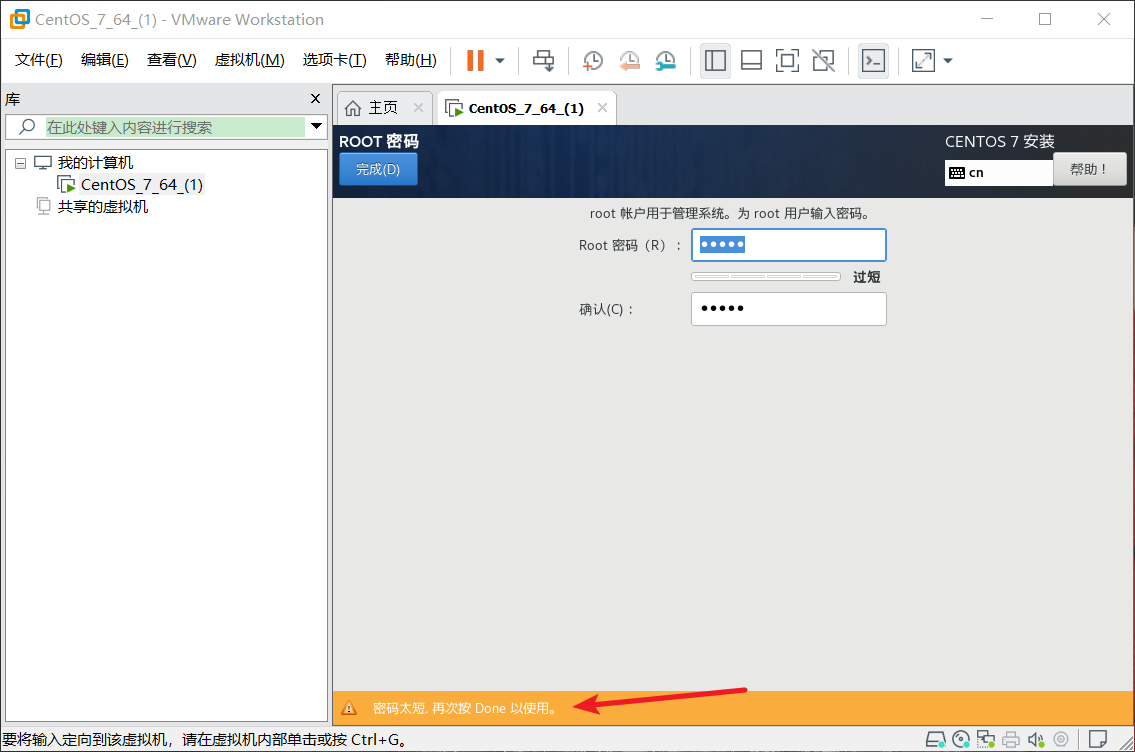 CentOS_7_64_(1) - VMware Workstation
文件(F) 编辑(E) 查看(V) 虚拟机(M) 选项卡(T) 帮助(H)
库
在此处键入内容进行搜索
我的计算机
CentOS_7_64_(1)
共享的虚拟机
主页 CentOS_7_64_(1)
ROOT 密码
完成(D)
CENTOS 7 安装
cn
帮助！
root 帐户用于管理系统。为 root 用户输入密码。
Root 密码（R）：
过短
确认(C)：
密码太短. 再次按 Done 以使用。
要将输入定向到该虚拟机，请在虚拟机内部单击或按 Ctrl+G。